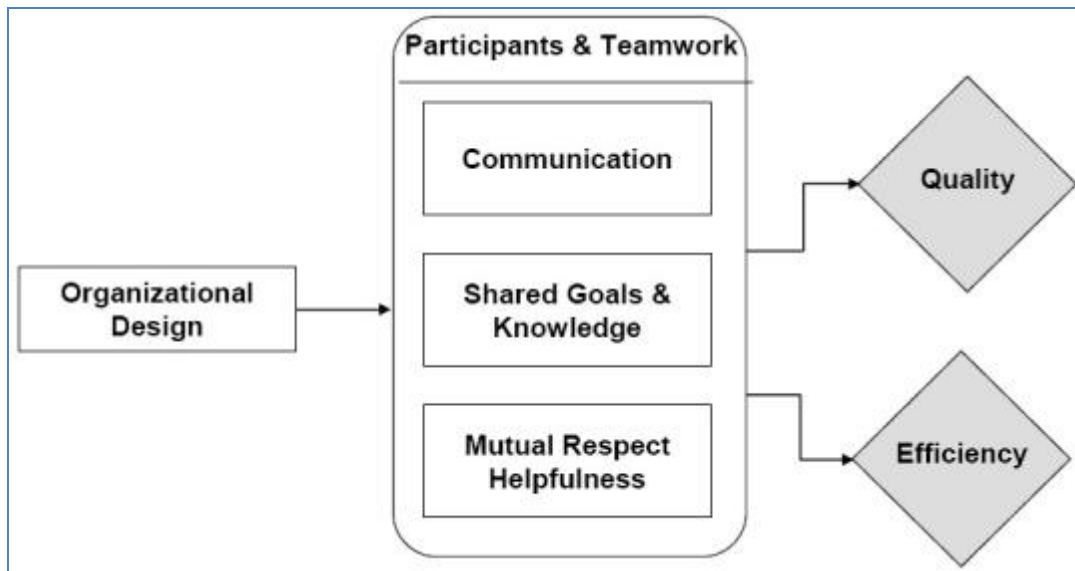 Participants & Teamwork
Communication
Quality
Organizational
Design
Shared Goals &
Knowledge
Mutual Respect
Helpfulness
Efficiency